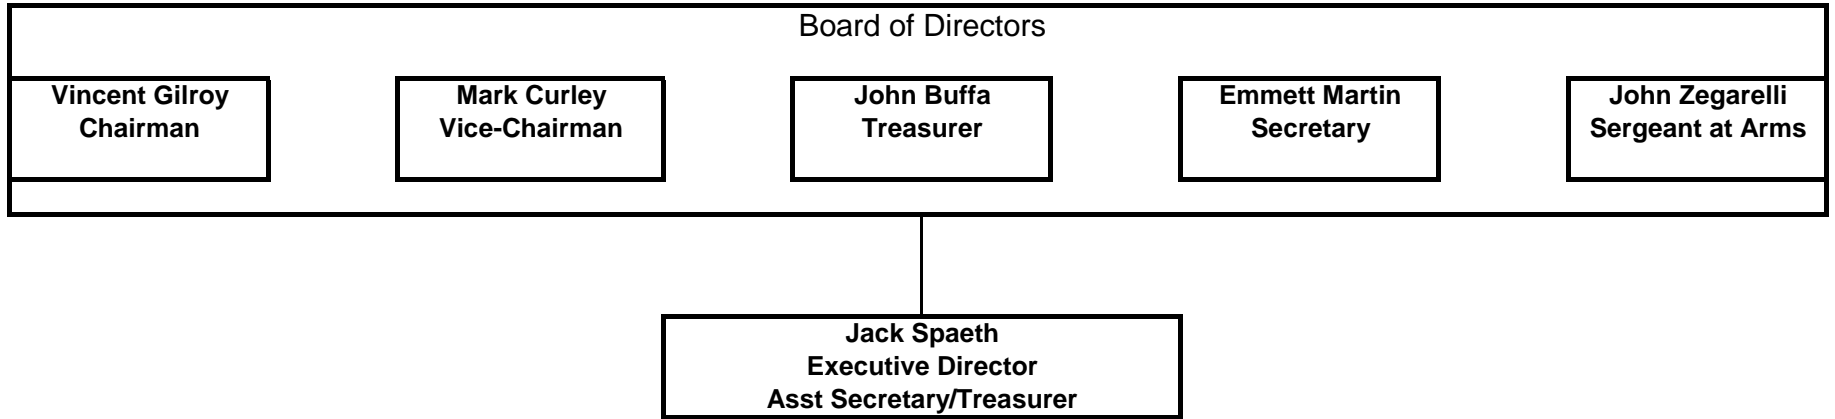 Board of Directors
Vincent Gilroy
Chairman
Mark Curley
Vice-Chairman
John Buffa
Treasurer
Emmett Martin
Secretary
John Zegarelli
Sergeant at Arms
Jack Spaeth
Executive Director
Asst Secretary/Treasurer